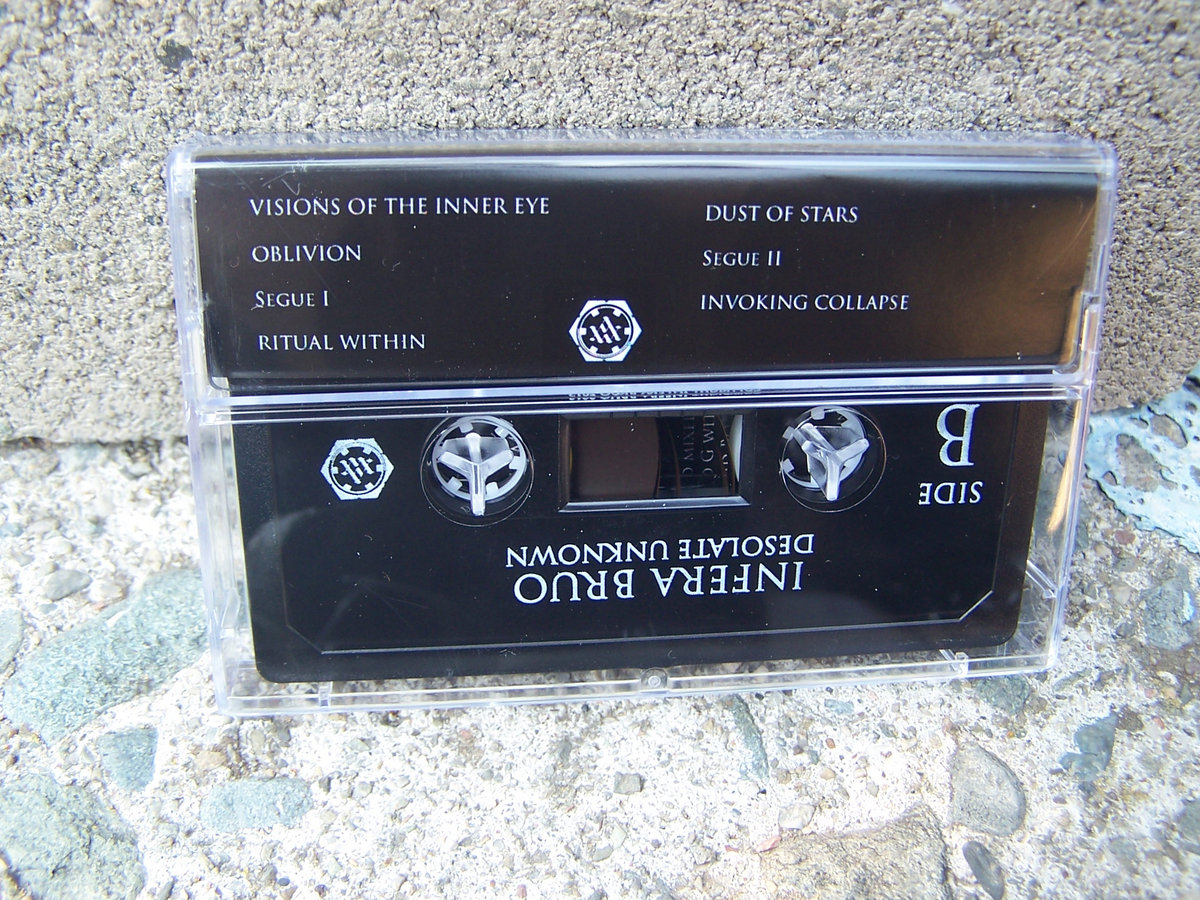 VISIONS OF THE INNER EYE
OBLIVION
SEGUE I
RITUAL WITHIN
DUST OF STARS
SEGUE II
INVOKING COLLAPSE
SIDE
B
INFERA BRUO
DESOLATE UNKNOWN